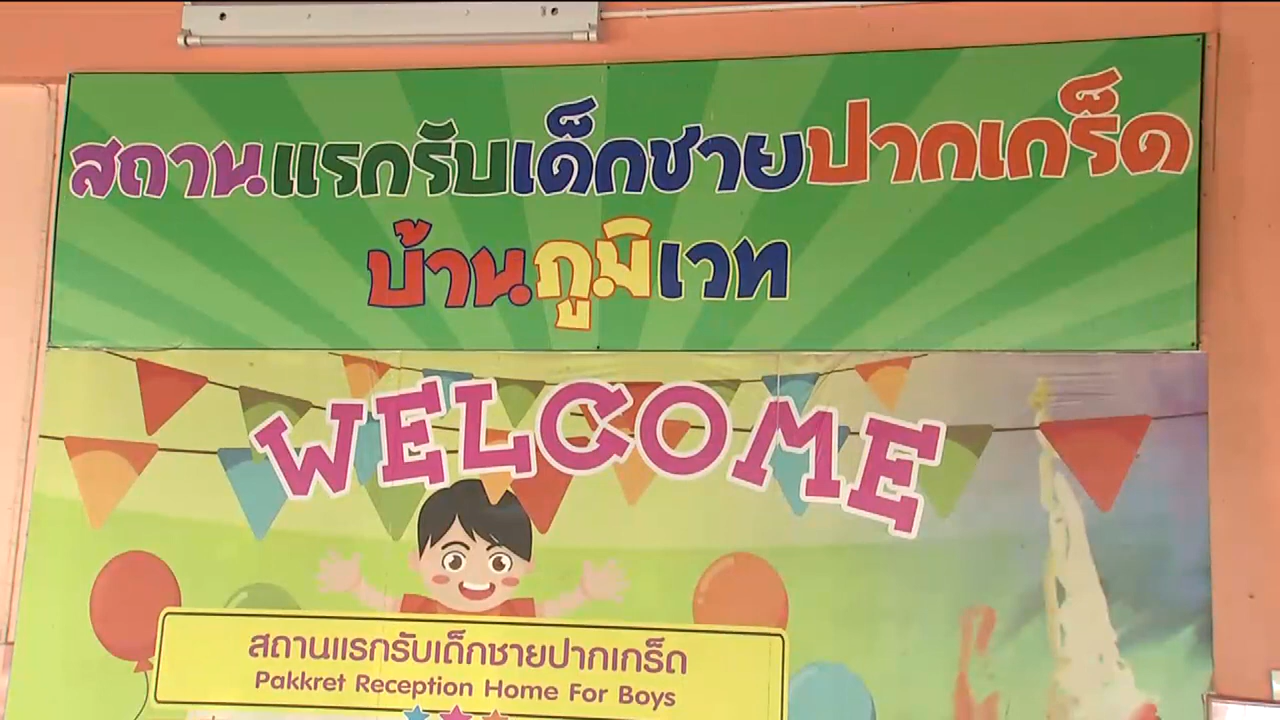 สถานแรกรับเด็กชายปากเกร็ด
บ้านภูมิเวท
WELCOME
สถานแรกรับเด็กชายปากเกร็ด
Pakkret Reception Home For Boys